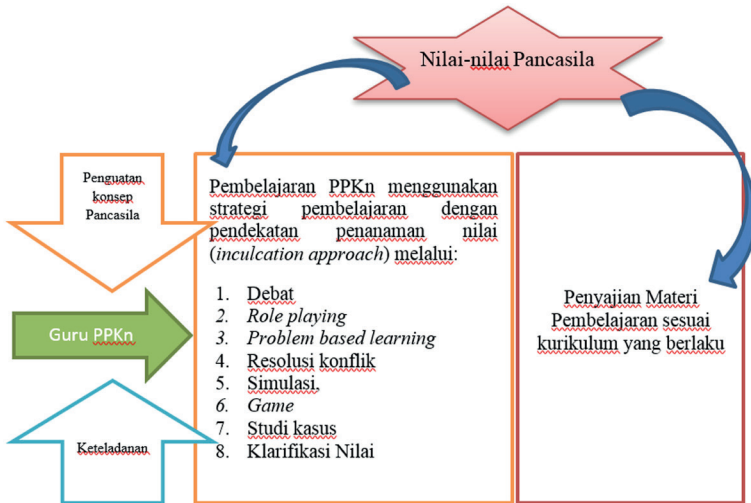 Nilai-nilai Pancasila
Penguatan
konsep
Pancasila
Guru PPKn
Keteladanan
Pembelajaran PPKn menggunakan
strategi pembelajaran dengan
pendekatan penanaman nilai
(inculcation approach) melalui:
1. Debat
2. Role playing
3. Problem based learning
4. Resolusi konflik
5. Simulasi,
6. Game
7. Studi kasus
8. Klarifikasi Nilai
Penyajian Materi
Pembelajaran sesuai
kurikulum yang berlaku